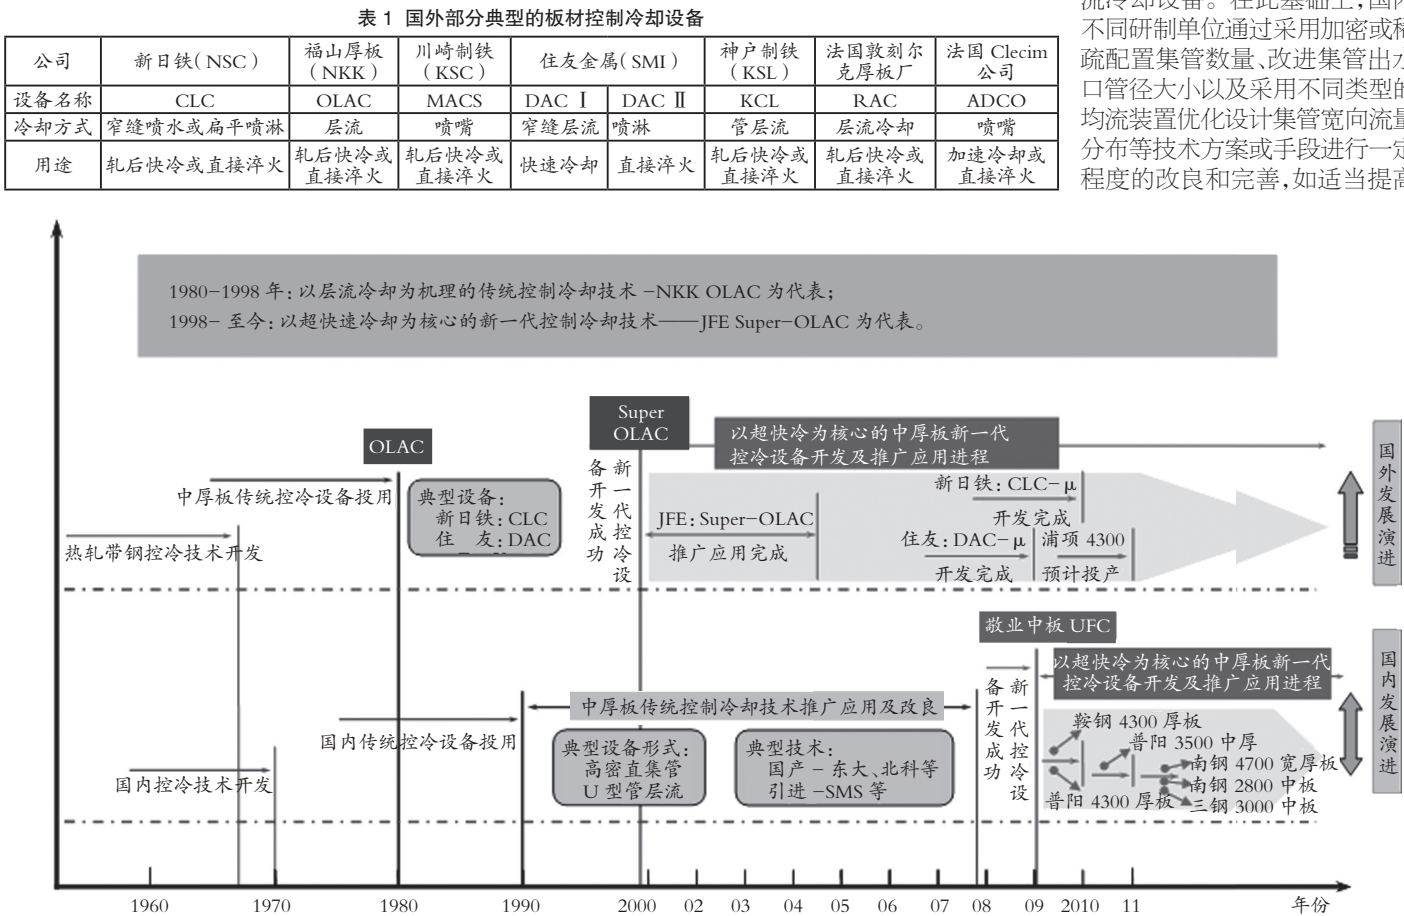 表 1 国外部分典型的板材控制冷却设备
公司 新日铁(NSC) 福山厚板(NKK) 川崎制铁(KSC) 住友金属(SMI) 神户制铁(KSL) 法国敦刻尔克厚板厂 法国 Clecim 公司
设备名称 CLC OLAC MACS DAC Ⅰ DAC Ⅱ KCL RAC ADCO
冷却方式 窄缝喷水或扁平喷淋 层流 喷嘴 窄缝层流 喷淋 管层流 层流冷却 喷嘴
用途 轧后快冷或直接淬火 轧后快冷或直接淬火 轧后快冷或直接淬火 快速冷却 直接淬火 轧后快冷或直接淬火 轧后快冷或直接淬火 加速冷却或直接淬火
不同研制单位通过采用加密或稀
疏配置集管数量、改进集管出水
口管径大小以及采用不同类型的
均流装置优化设计集管宽向流量
分布等技术方案或手段进行一定
程度的改良和完善,如适当提高
1980-1998 年:以层流冷却为机理的传统控制冷却技术 -NKK OLAC 为代表;
1998- 至今:以超快速冷却为核心的新一代控制冷却技术——JFE Super-OLAC 为代表。
OLAC
Super
OLAC
以超快冷为核心的中厚板新一代
控冷设备开发及推广应用进程
国外发展演进
中厚板传统控冷设备投用
热轧带钢控冷技术开发
典型设备:
新日铁:CLC
住 友:DAC
新一代控冷设
备开发成功
JFE:Super-OLAC
推广应用完成
新日铁:CLC-μ
开发完成
住友:DAC-μ
开发完成
浦项 4300
预计投产
敬业中板 UFC
以超快冷为核心的中厚板新一代
控冷设备开发及推广应用进程
国内发展演进
新一代控冷设
备开发成功
中厚板传统控制冷却技术推广应用及改良
国内传统控冷设备投用
国内控冷技术开发
典型设备形式:
高密直集管
U 型管层流
典型技术:
国产 - 东大、北科等
引进 -SMS 等
鞍钢 4300 厚板
普阳 3500 中厚
南钢 4700 宽厚板
南钢 2800 中板
普阳 4300 厚板
三钢 3000 中板
1960 1970 1980 1990 2000 02 03 04 05 06 07 08 09 2010 11 年份